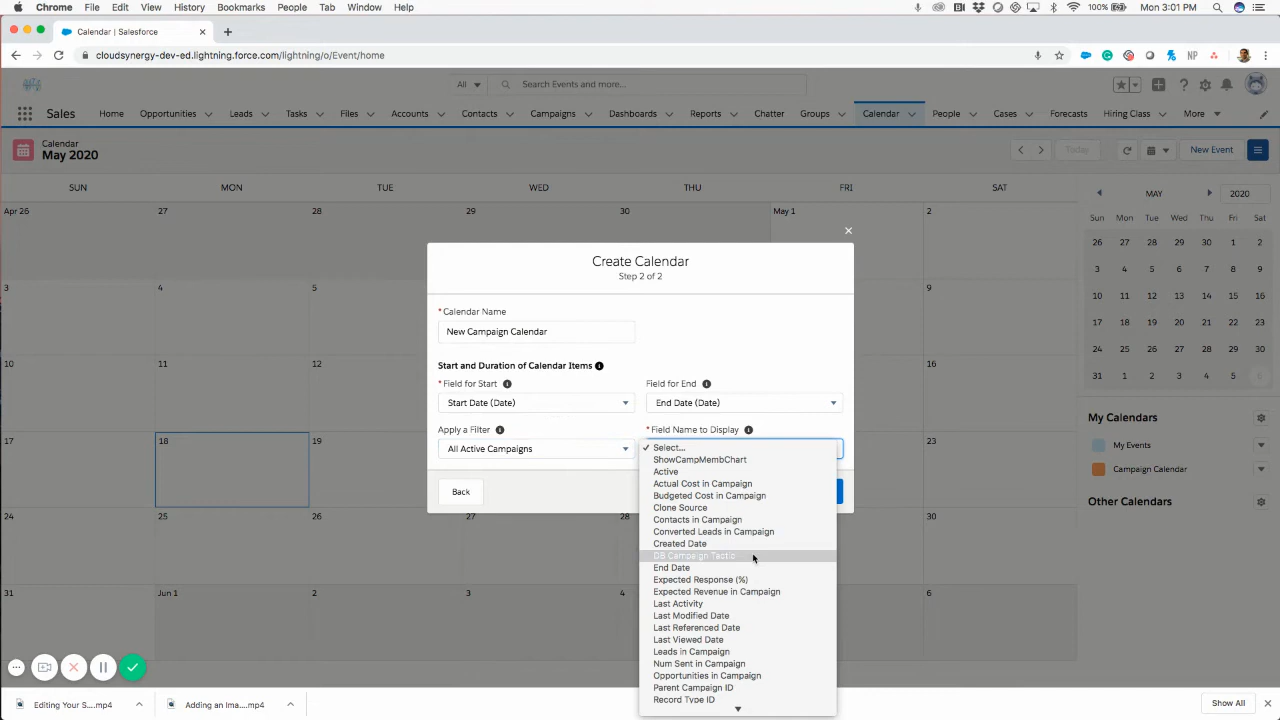 Chrome File Edit View History Bookmarks People Tab Window Help 100% Mon 3:01 PM
Calendar | Salesforce
cloudsynergy-dev-ed.lightning.force.com/lightning/o/Event/home NP
All Search Events and more...
Sales Home Opportunities Leads Tasks Files Accounts Contacts Campaigns Dashboards Reports Chatter Groups Calendar People Cases Forecasts Hiring Class More
Calendar
May 2020
Today New Event
SUN MON TUE WED THU FRI SAT
Apr 26 27 28 29 30 May 1 2
3 4 5 9
10 11 12 16
17 18 19 23
24 25 26 30
31 Jun 1 2 3 6
MAY 2020
Sun Mon Tue Wed Thu Fri Sat
26 27 28 29 30 1 2
3 4 5 6 7 8 9
10 11 12 13 14 15 16
17 18 19 20 21 22 23
24 25 26 27 28 29 30
31 1 2 3 4 5 6
My Calendars
My Events
Campaign Calendar
Other Calendars
Create Calendar
Step 2 of 2
* Calendar Name
New Campaign Calendar
Start and Duration of Calendar Items
* Field for Start Field for End
Start Date (Date) End Date (Date)
Apply a Filter * Field Name to Display
All Active Campaigns
Back
Select...
ShowCampMembChart
Active
Actual Cost in Campaign
Budgeted Cost in Campaign
Clone Source
Contacts in Campaign
Converted Leads in Campaign
Created Date
DB Campaign Tactic
End Date
Expected Response (%)
Expected Revenue in Campaign
Last Activity
Last Modified Date
Last Referenced Date
Last Viewed Date
Leads in Campaign
Num Sent in Campaign
Opportunities in Campaign
Parent Campaign ID
Record Type ID
Editing Your S....mp4 Adding an Ima....mp4 Show All